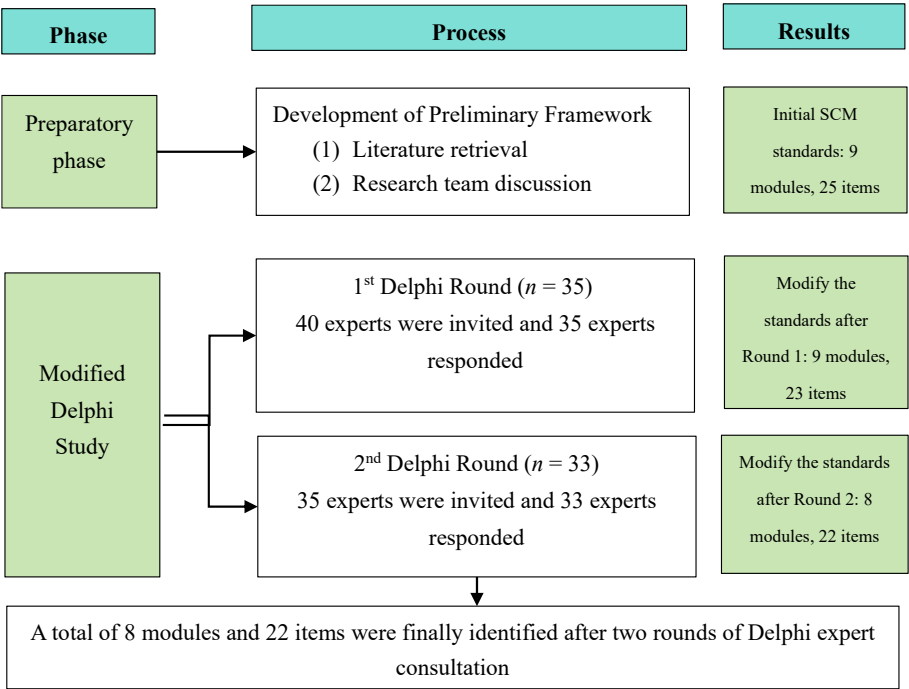 Phase
Process
Results
Preparatory
phase
Development of Preliminary Framework
(1) Literature retrieval
(2) Research team discussion
Initial SCM
standards: 9
modules, 25 items
Modified
Delphi
Study
1st Delphi Round (n = 35)
40 experts were invited and 35 experts
responded
Modify the
standards after
Round 1: 9 modules,
23 items
2nd Delphi Round (n = 33)
35 experts were invited and 33 experts
responded
Modify the standards
after Round 2: 8
modules, 22 items
A total of 8 modules and 22 items were finally identified after two rounds of Delphi expert
consultation